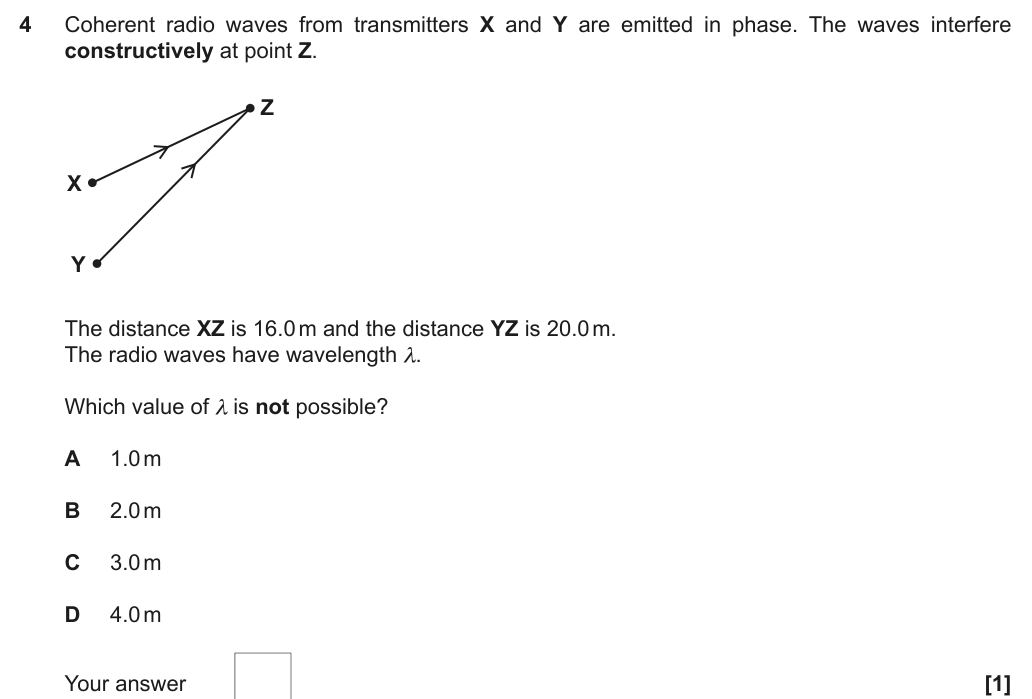 4 Coherent radio waves from transmitters X and Y are emitted in phase. The waves interfere
constructively at point Z.
Z
X
Y
The distance XZ is 16.0 m and the distance YZ is 20.0 m.
The radio waves have wavelength λ.
Which value of λ is not possible?
A 1.0 m
B 2.0 m
C 3.0 m
D 4.0 m
Your answer [1]